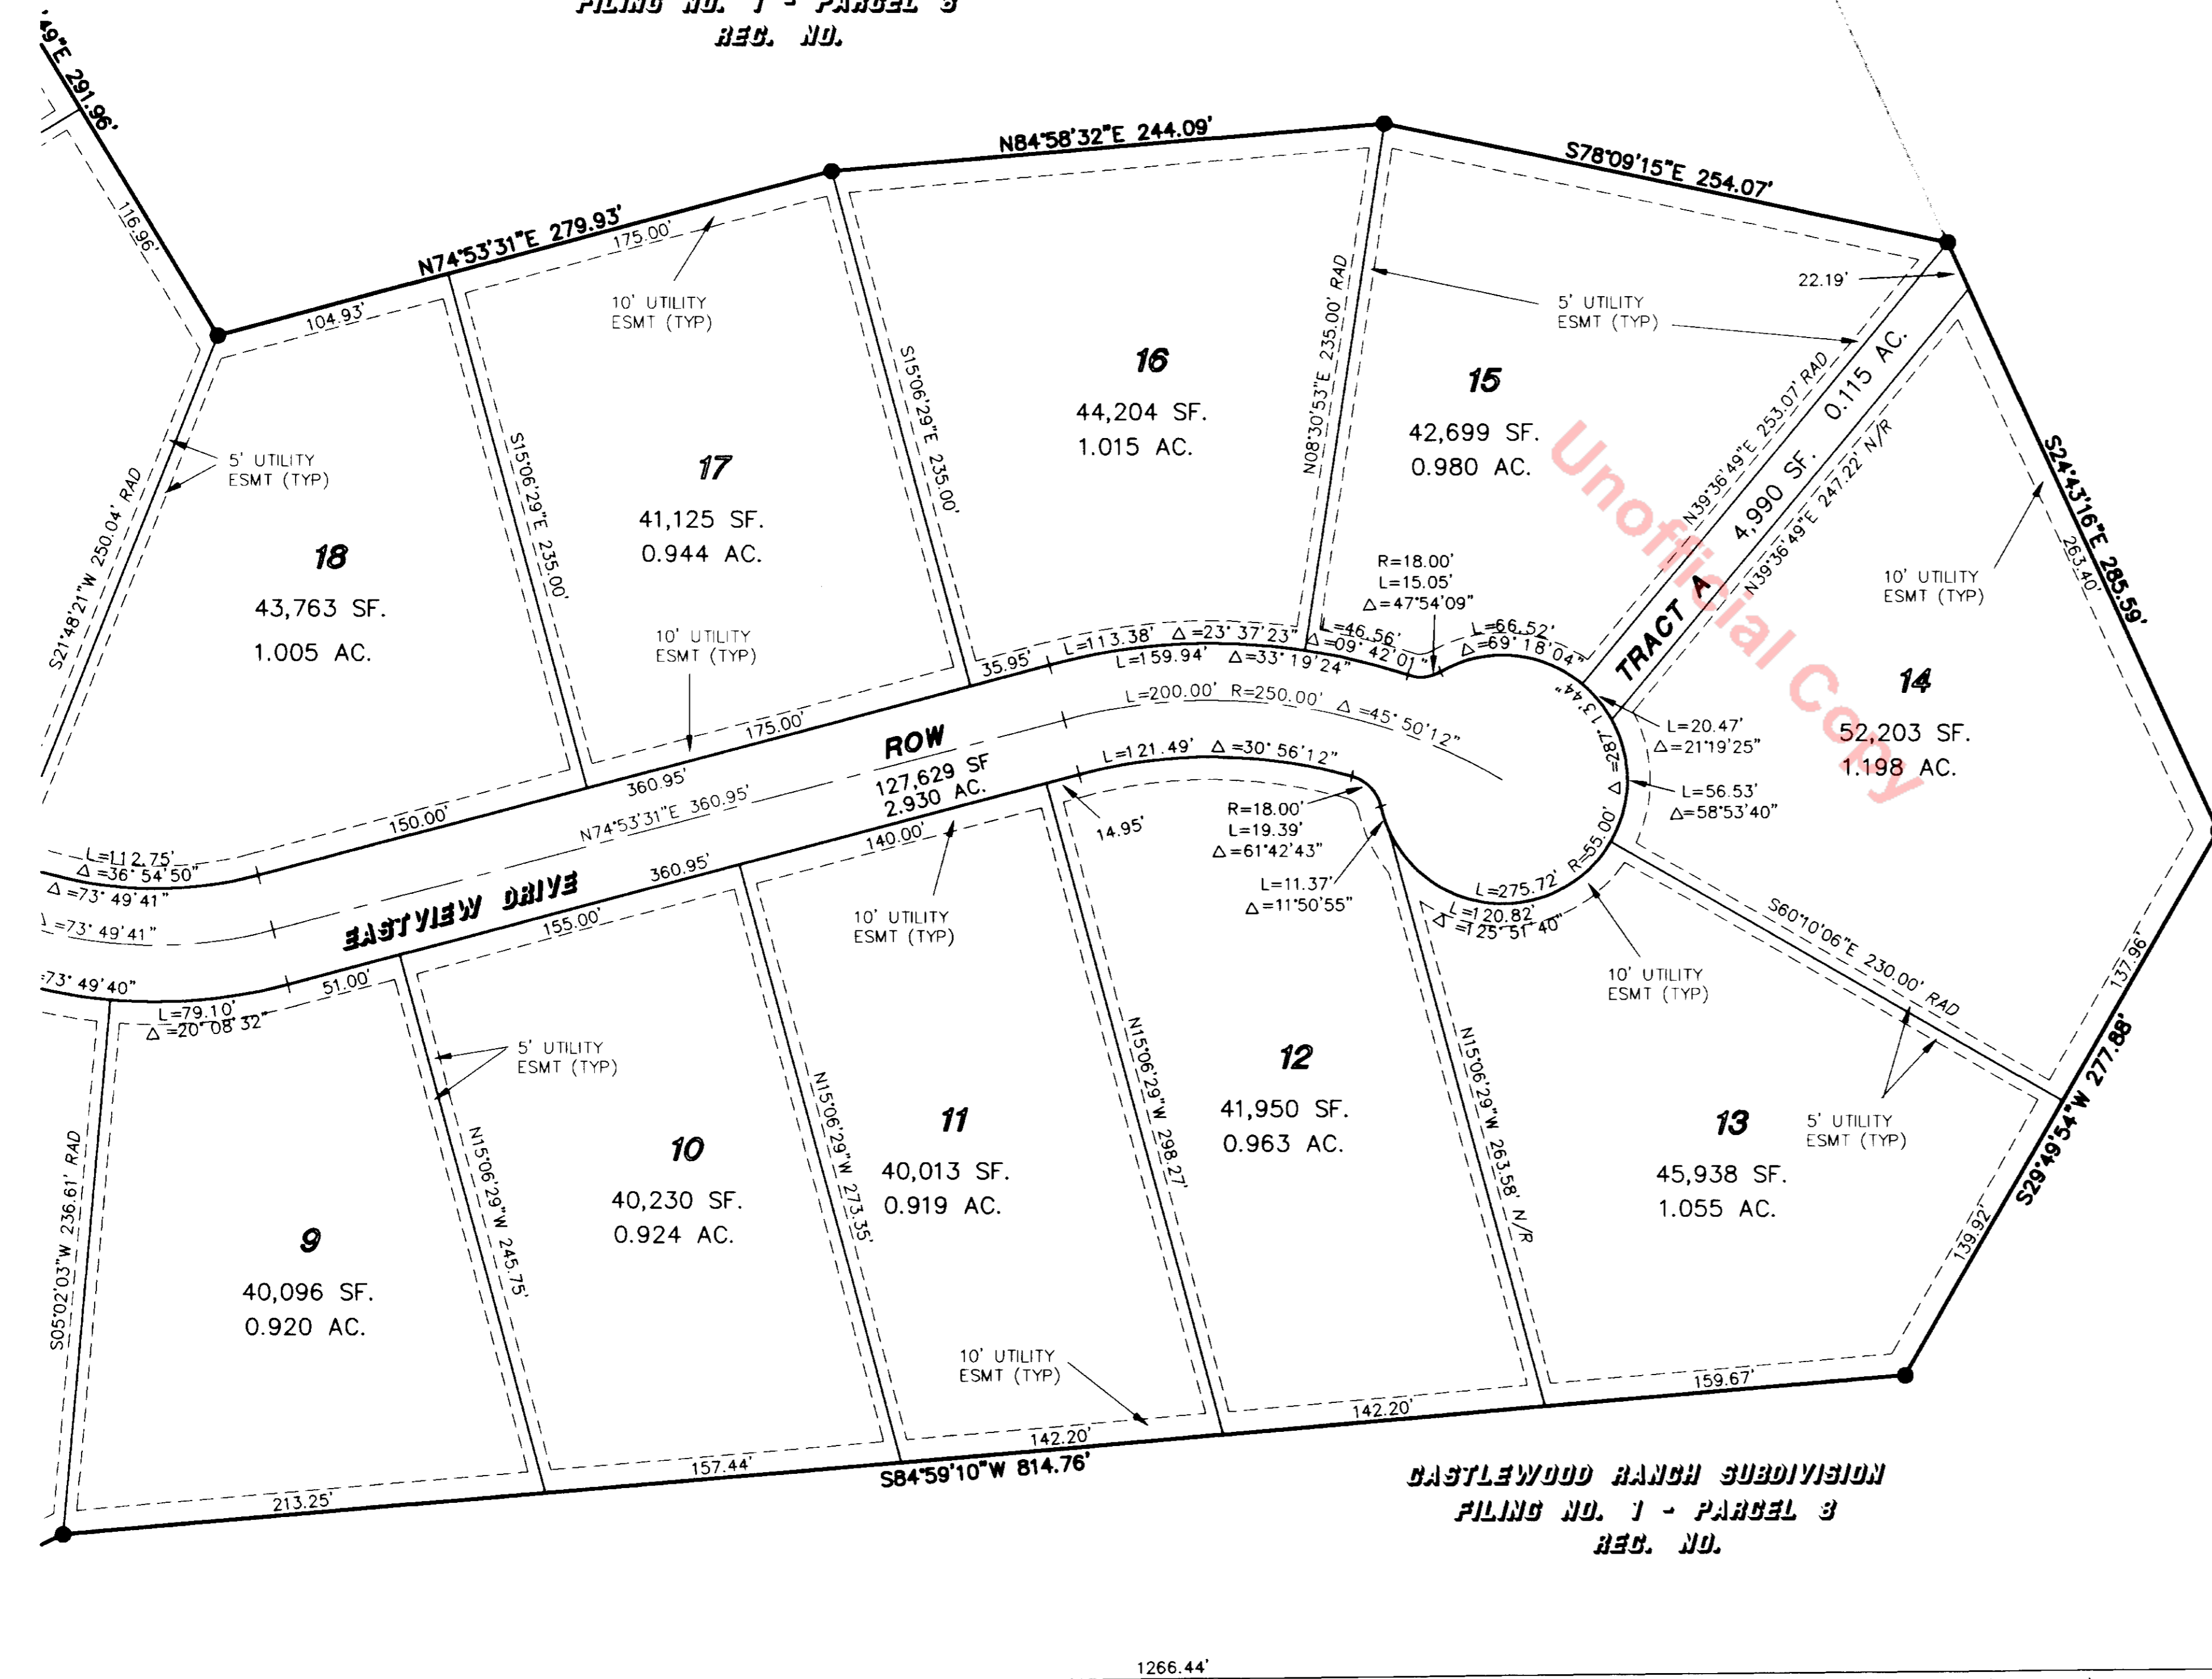 FILING NO. 1 - PARCEL 8
REC. NO.
49"E 291.96'
116.96'
N74°53'31"E 279.93'
104.93'
175.00'
N84°58'32"E 244.09'
S78°09'15"E 254.07'
22.19'
10' UTILITY
ESMT (TYP)
5' UTILITY
ESMT (TYP)
5' UTILITY
ESMT (TYP)
S21°48'21"W 250.04' RAD
18
43,763 SF.
1.005 AC.
S15°06'29"E 235.00'
17
41,125 SF.
0.944 AC.
10' UTILITY
ESMT (TYP)
S15°06'29"E 235.00'
16
44,204 SF.
1.015 AC.
N08°30'53"E 235.00' RAD
15
42,699 SF.
0.980 AC.
N39°36'49"E 253.07' RAD
TRACT A
4,990 SF. 0.115 AC.
N39°36'49"E 247.22' N/R
Unofficial Copy
S24°43'16"E 285.59'
263.40'
10' UTILITY
ESMT (TYP)
14
52,203 SF.
1.198 AC.
R=18.00'
L=15.05'
Δ=47°54'09"
L=113.38' Δ=23°37'23"
L=46.56'
Δ=09°42'01"
L=66.52'
Δ=69°18'04"
35.95'
L=159.94' Δ=33°19'24"
L=200.00' R=250.00' Δ=45°50'12"
L=20.47'
Δ=21°19'25"
L=56.53'
Δ=58°53'40"
L=275.72' R=55.00' Δ=287°13'44"
L=120.82'
Δ=125°51'40"
175.00'
150.00'
360.95'
ROW
127,629 SF
2.930 AC.
N74°53'31"E 360.95'
L=121.49' Δ=30°56'12"
R=18.00'
L=19.39'
Δ=61°42'43"
L=11.37'
Δ=11°50'55"
14.95'
140.00'
360.95'
L=112.75'
Δ=36°54'50"
Δ=73°49'41"
=73°49'41"
=73°49'40"
EASTVIEW DRIVE
155.00'
51.00'
L=79.10'
Δ=20°08'32"
10' UTILITY
ESMT (TYP)
10' UTILITY
ESMT (TYP)
S60°10'06"E 230.00' RAD
137.96'
S29°49'54"W 277.88'
139.92'
5' UTILITY
ESMT (TYP)
5' UTILITY
ESMT (TYP)
S05°02'03"W 236.61' RAD
9
40,096 SF.
0.920 AC.
N15°06'29"W 245.75'
10
40,230 SF.
0.924 AC.
N15°06'29"W 273.35'
11
40,013 SF.
0.919 AC.
N15°06'29"W 298.27'
12
41,950 SF.
0.963 AC.
N15°06'29"W 263.58' N/R
13
45,938 SF.
1.055 AC.
10' UTILITY
ESMT (TYP)
213.25'
157.44'
142.20'
142.20'
159.67'
S84°59'10"W 814.76'
CASTLEWOOD RANCH SUBDIVISION
FILING NO. 1 - PARCEL 8
REC. NO.
1266.44'